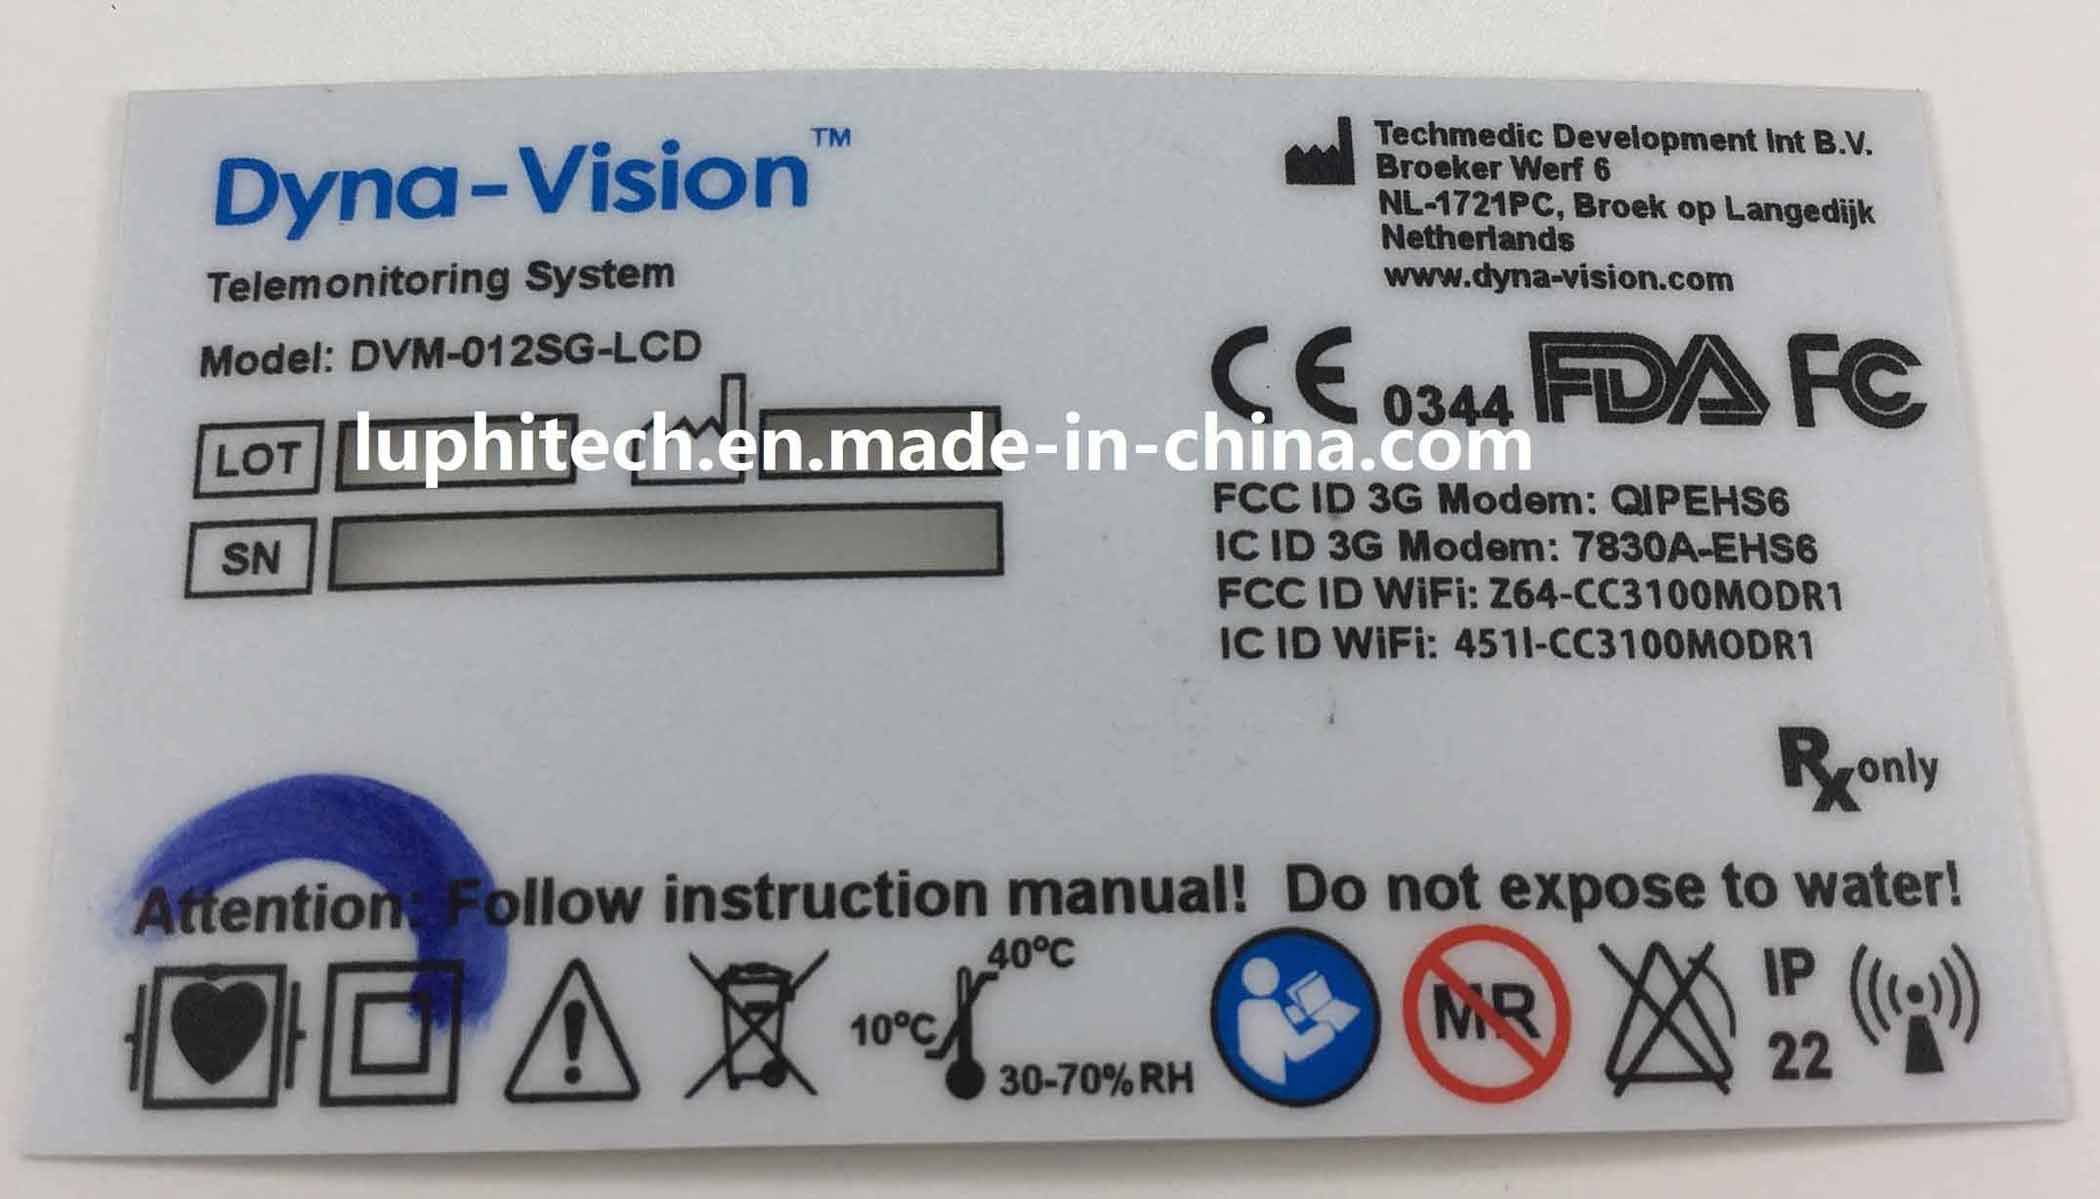 Dyna-Vision™
Telemonitoring System
Model: DVM-012SG-LCD
LOT
SN
Techmedic Development Int B.V.
Broeker Werf 6
NL-1721PC, Broek op Langedijk
Netherlands
www.dyna-vision.com
CE 0344 FDA FC
luphitech.en.made-in-china.com
FCC ID 3G Modem: QIPEHS6
IC ID 3G Modem: 7830A-EHS6
FCC ID WiFi: Z64-CC3100MODR1
IC ID WiFi: 451I-CC3100MODR1
Rx only
Attention: Follow instruction manual! Do not expose to water!
10ºC
40ºC
30-70% RH
MR
IP
22